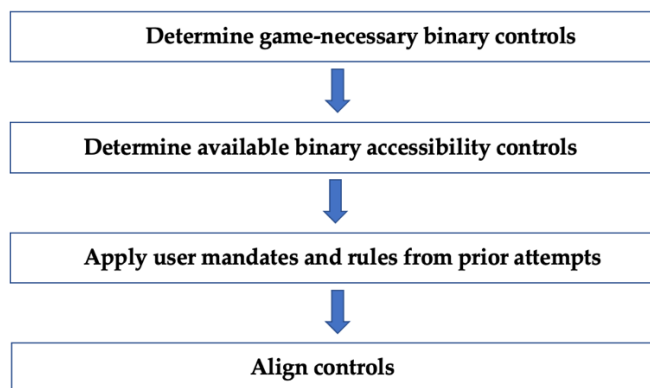 Determine game-necessary binary controls
Determine available binary accessibility controls
Apply user mandates and rules from prior attempts
Align controls